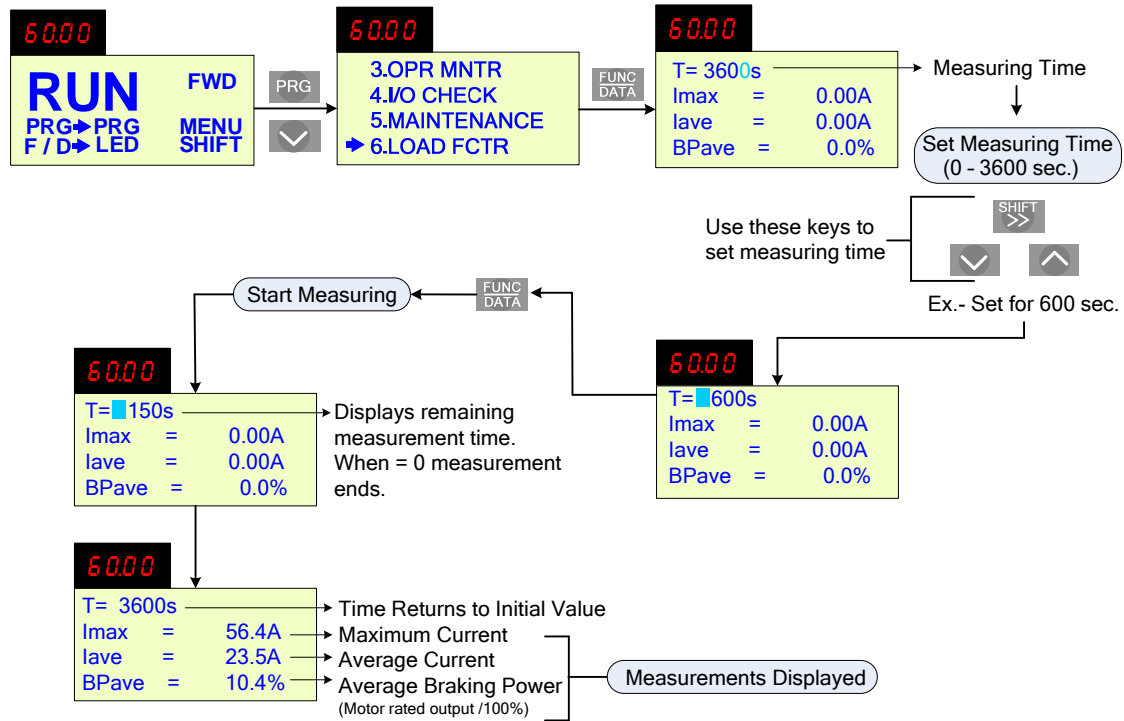 60.00
RUN FWD
PRG➔PRG MENU
F / D➔ LED SHIFT
PRG
60.00
3.OPR MNTR
4.I/O CHECK
5.MAINTENANCE
➔ 6.LOAD FCTR
FUNC
DATA
60.00
T= 3600s
Imax = 0.00A
Iave = 0.00A
BPave = 0.0%
Measuring Time
Set Measuring Time
(0 - 3600 sec.)
SHIFT
>>
Use these keys to
set measuring time
Ex.- Set for 600 sec.
60.00
T= 600s
Imax = 0.00A
Iave = 0.00A
BPave = 0.0%
FUNC
DATA
Start Measuring
60.00
T= 150s
Imax = 0.00A
Iave = 0.00A
BPave = 0.0%
Displays remaining
measurement time.
When = 0 measurement
ends.
60.00
T= 3600s
Imax = 56.4A
Iave = 23.5A
BPave = 10.4%
Time Returns to Initial Value
Maximum Current
Average Current
Average Braking Power
(Motor rated output /100%)
Measurements Displayed